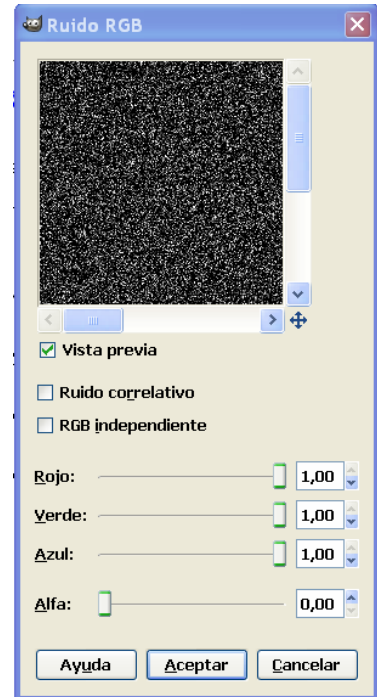 Ruido RGB
Vista previa
Ruido correlativo
RGB independiente
Rojo: 1,00
Verde: 1,00
Azul: 1,00
Alfa: 0,00
Ayuda Aceptar Cancelar